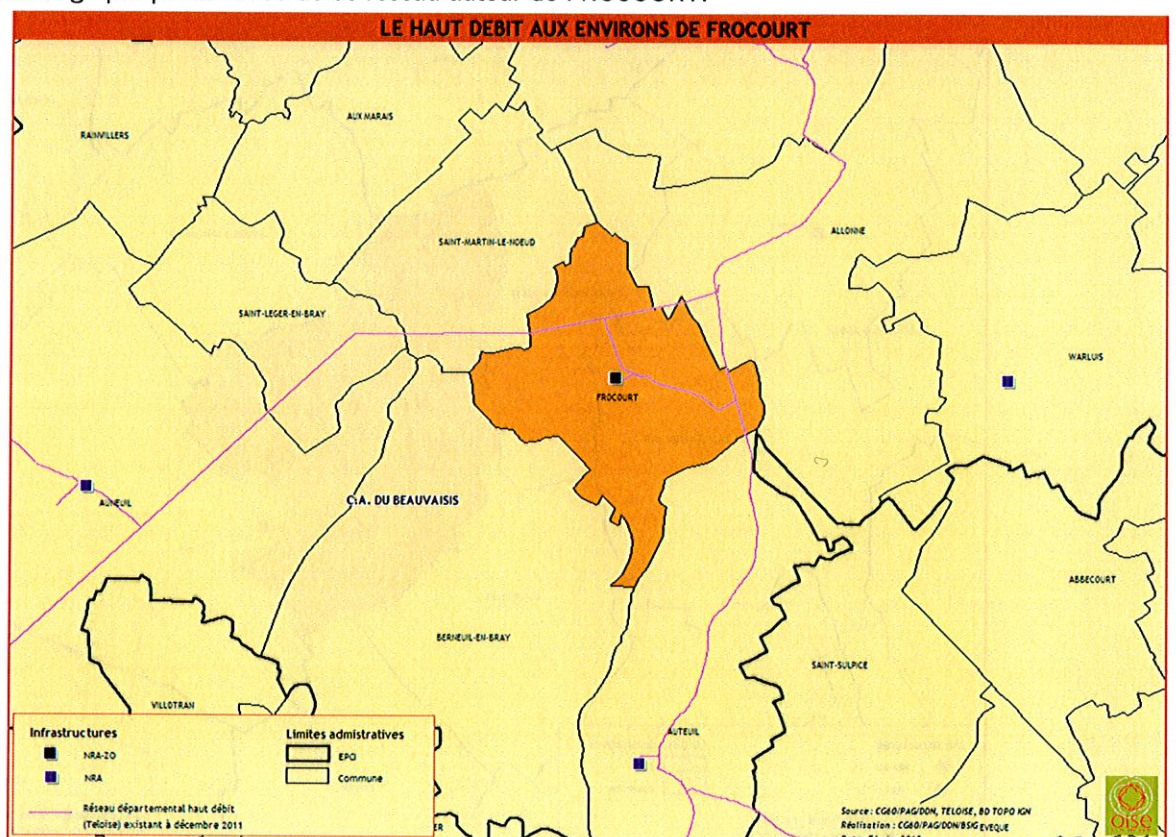 LE HAUT DEBIT AUX ENVIRONS DE FROCOURT
RAINVILLERS
AUX MARAIS
SAINT-MARTIN-LE-NOEUD
ALLONNE
SAINT-LEGER-EN-BRAY
WARLUIS
FROCOURT
AUNEUIL
C.A. DU BEAUVAISIS
ABBECOURT
BERNEUIL-EN-BRAY
SAINT-SULPICE
VILLOTRAN
AUTEUIL
Infrastructures
NRA-ZO
NRA
Réseau départemental haut débit
(Teloise) existant à décembre 2011
Limites admistratives
EPCI
Commune
Source : CG60/PAG/DDN, TELOISE, BD TOPO IGN
Réalisation : CG60/PAG/DDN/BSIG
EVEQUE
oise